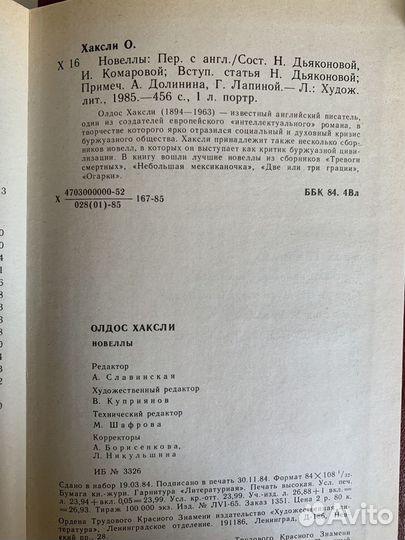 Хаксли О.
Х 16 Новеллы: Пер. с англ./Сост. Н. Дьяконовой,
И. Комаровой; Вступ. статья Н. Дьяконовой;
Примеч. А. Долинина, Г. Лапиной.— Л.: Худож.
лит., 1985.—456 с., 1 л. портр.
Олдос Хаксли (1894—1963) — известный английский писатель,
один из создателей европейского «интеллектуального» романа, в
творчестве которого ярко отразился социальный и духовный кризис
буржуазного общества. Хаксли принадлежит также несколько сбор-
ников новелл, в которых он выступает как критик буржуазной циви-
лизации. В книгу вошли лучшие новеллы из сборников «Тревоги
смертных», «Небольшая мексиканочка», «Две или три грации»,
«Огарки».
4703000000-52
Х ———— 167-85 ББК 84. 4Вл
028(01)-85
ОЛДОС ХАКСЛИ
НОВЕЛЛЫ
Редактор
А. Славинская
Художественный редактор
В. Куприянов
Технический редактор
М. Шафрова
Корректоры
А. Борисенкова,
Л. Никульшина
ИБ № 3326
Сдано в набор 19.03.84. Подписано в печать 30.11.84. Формат 84×108 1/32.
Бумага кн.-журн. Гарнитура «Литературная». Печать высокая. Усл. печ.
л. 23,94+1 вкл.=23,99. Усл. кр.-отт. 23,99. Уч.-изд. л. 26,88+1 вкл.=
=26,93. Тираж 100 000 экз. Изд. № ЛVI-65. Заказ 1351. Цена 2 р. 80 к.
Ордена Трудового Красного Знамени издательство «Художественная ли-
тература», Ленинградское отделение. 191186, Ленинград,
пр., 28.
Ордена Трудового Красного Знамени
Avito